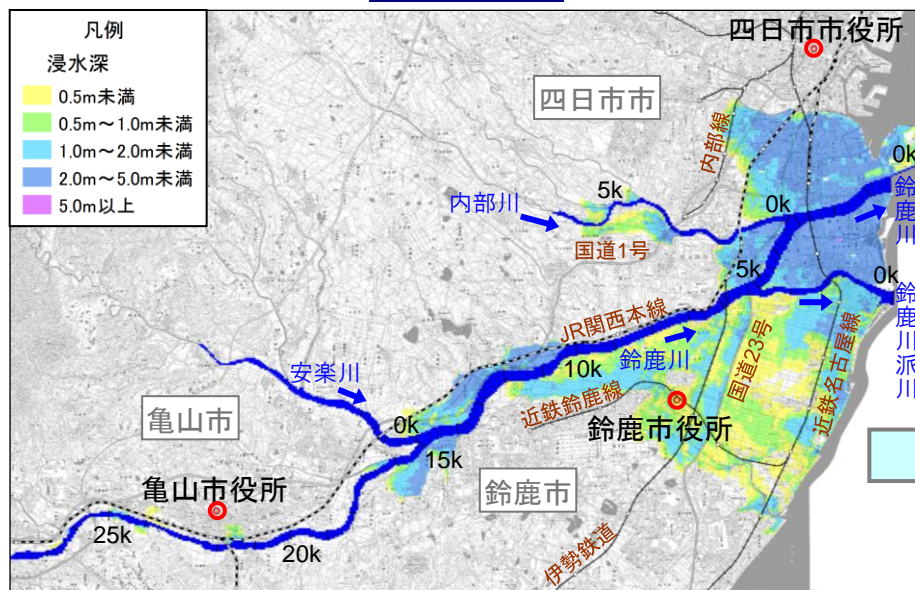 凡例
浸水深
0.5m未満
0.5m～1.0m未満
1.0m～2.0m未満
2.0m～5.0m未満
5.0m以上
四日市市役所
四日市市
内部線
0k
鈴鹿川
5k
内部川
0k
国道1号
5k
0k
鈴鹿川派川
JR関西本線
10k
鈴鹿川
国道23号
近鉄名古屋線
安楽川
近鉄鈴鹿線
亀山市
0k
鈴鹿市役所
15k
鈴鹿市
亀山市役所
25k
20k
伊勢鉄道